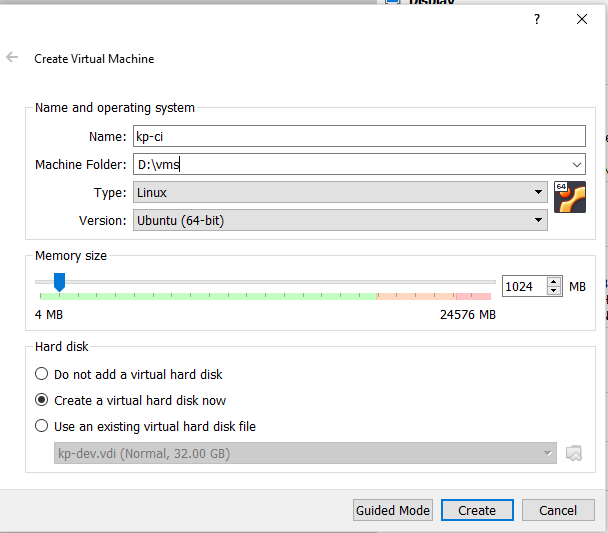 Display
?
Create Virtual Machine
Name and operating system
Name: kp-ci
Machine Folder: D:\vms
Type: Linux
64
Version: Ubuntu (64-bit)
Memory size
1024 MB
4 MB 24576 MB
Hard disk
Do not add a virtual hard disk
Create a virtual hard disk now
Use an existing virtual hard disk file
kp-dev.vdi (Normal, 32.00 GB)
Guided Mode Create Cancel